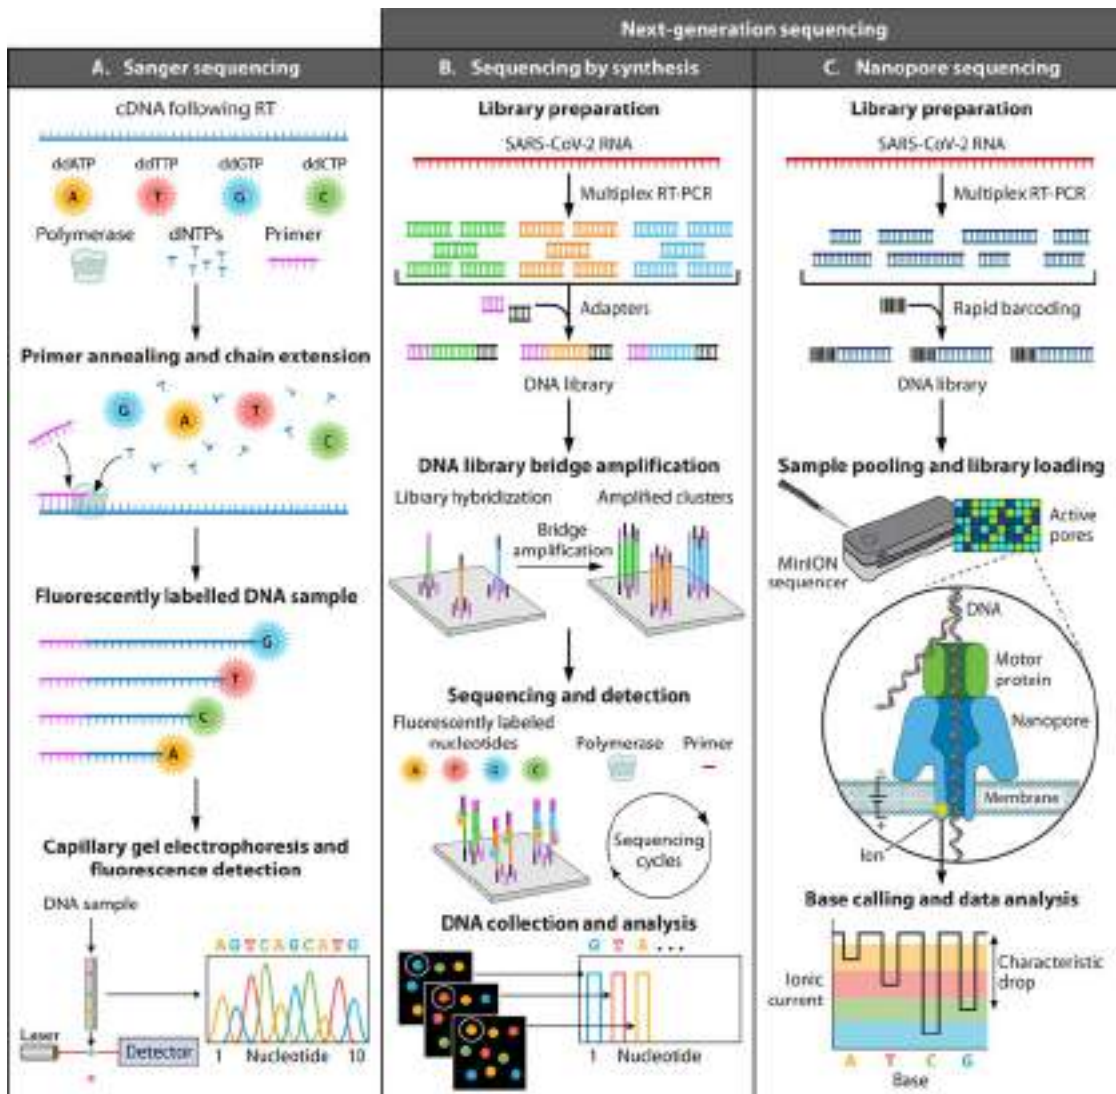 Next-generation sequencing
A. Sanger sequencing
B. Sequencing by synthesis
C. Nanopore sequencing
cDNA following RT
ddATP ddTTP ddGTP ddCTP
A T G C
Polymerase dNTPs Primer
Primer annealing and chain extension
G A T C
Fluorescently labelled DNA sample
G
T
C
A
Capillary gel electrophoresis and
fluorescence detection
DNA sample
Laser
Detector
AGTCAGCATG
1 Nucleotide 10
Library preparation
SARS-CoV-2 RNA
Multiplex RT-PCR
Adapters
DNA library
DNA library bridge amplification
Library hybridization
Amplified clusters
Bridge
amplification
Sequencing and detection
Fluorescently labeled
nucleotides
Polymerase Primer
A T G C
Sequencing
cycles
DNA collection and analysis
G T A ...
1 Nucleotide
Library preparation
SARS-CoV-2 RNA
Multiplex RT-PCR
Rapid barcoding
DNA library
Sample pooling and library loading
Active
pores
MinION
sequencer
DNA
Motor
protein
Nanopore
Membrane
+
Ion
Base calling and data analysis
Ionic
current
Characteristic
drop
A T C G
Base